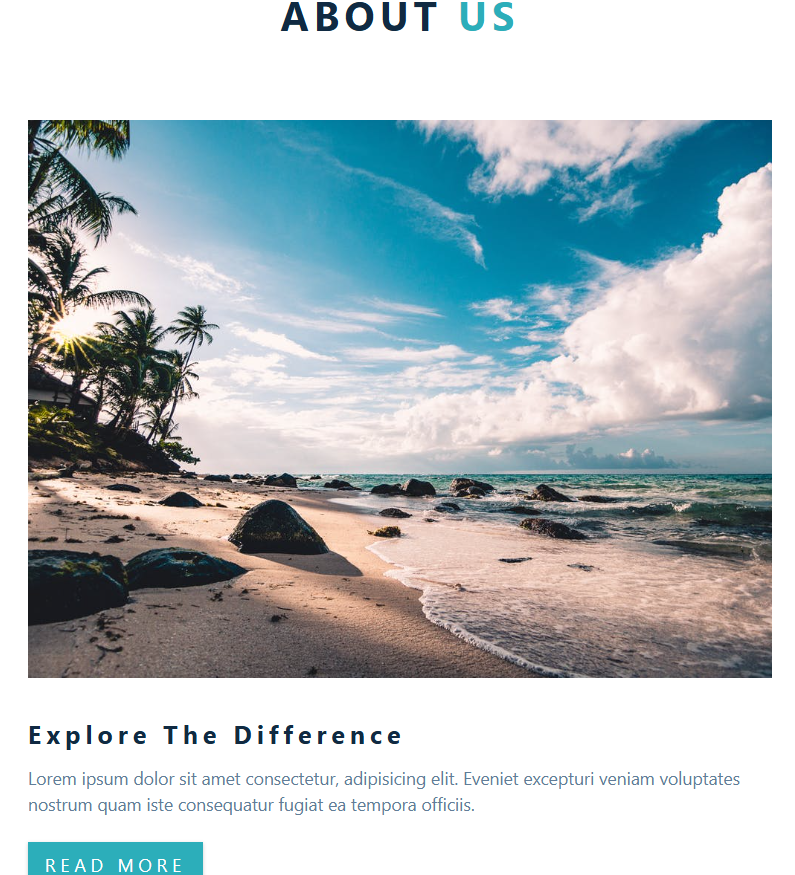 ABOUT US
Explore The Difference
Lorem ipsum dolor sit amet consectetur, adipisicing elit. Eveniet excepturi veniam voluptates
nostrum quam iste consequatur fugiat ea tempora officiis.
READ MORE